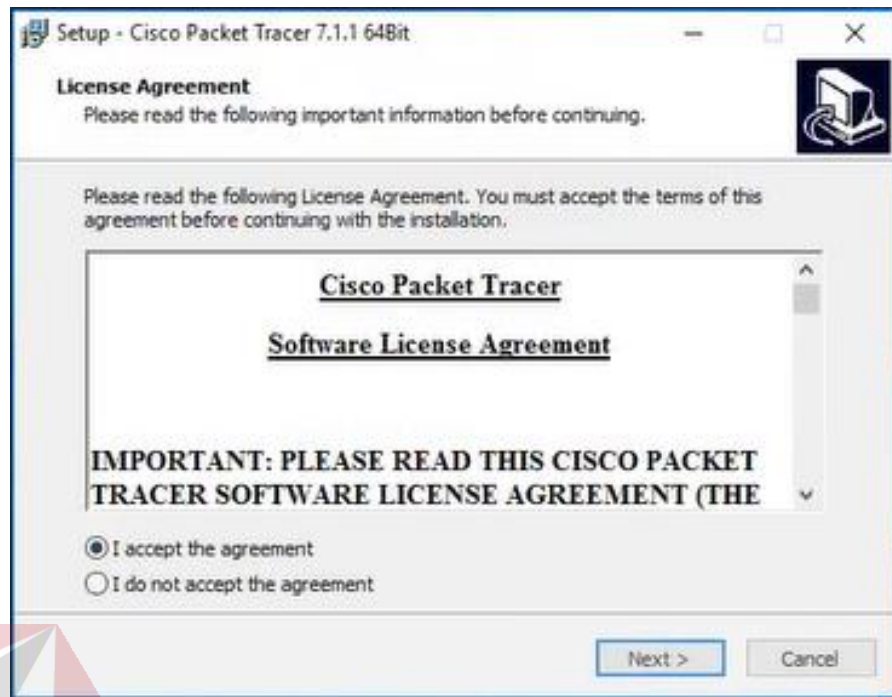 Setup - Cisco Packet Tracer 7.1.1 64Bit
License Agreement
Please read the following important information before continuing.
Please read the following License Agreement. You must accept the terms of this
agreement before continuing with the installation.
Cisco Packet Tracer
Software License Agreement
IMPORTANT: PLEASE READ THIS CISCO PACKET
TRACER SOFTWARE LICENSE AGREEMENT (THE
I accept the agreement
I do not accept the agreement
Next >
Cancel